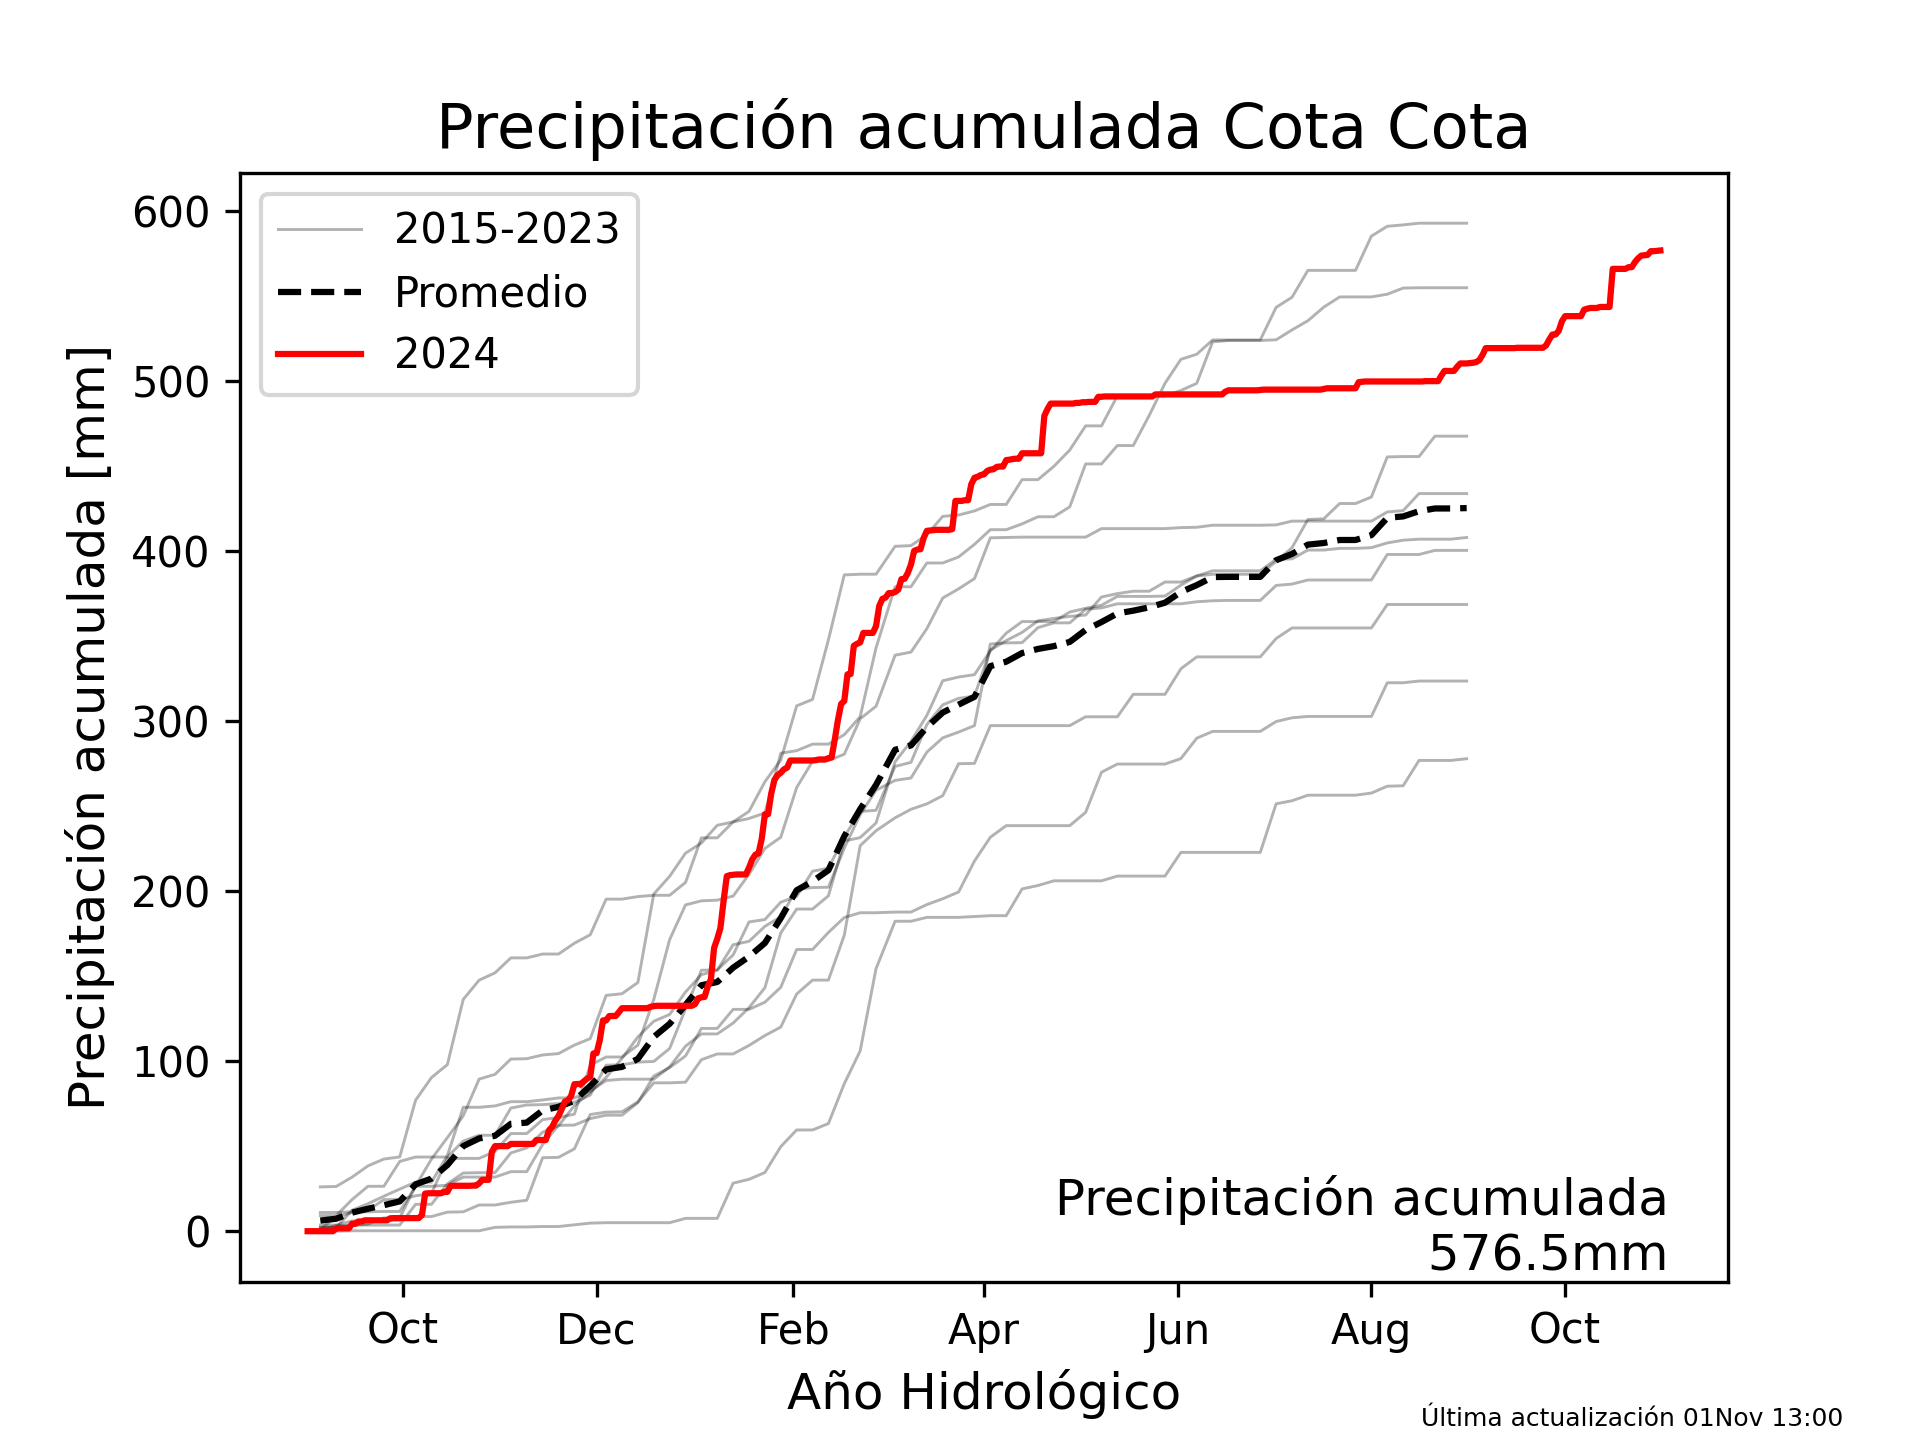 Precipitación acumulada Cota Cota
2015-2023
Promedio
2024
600
500
400
300
200
100
0
Precipitación acumulada [mm]
Precipitación acumulada
576.5mm
Oct Dec Feb Apr Jun Aug Oct
Año Hidrológico
Última actualización 01Nov 13:00